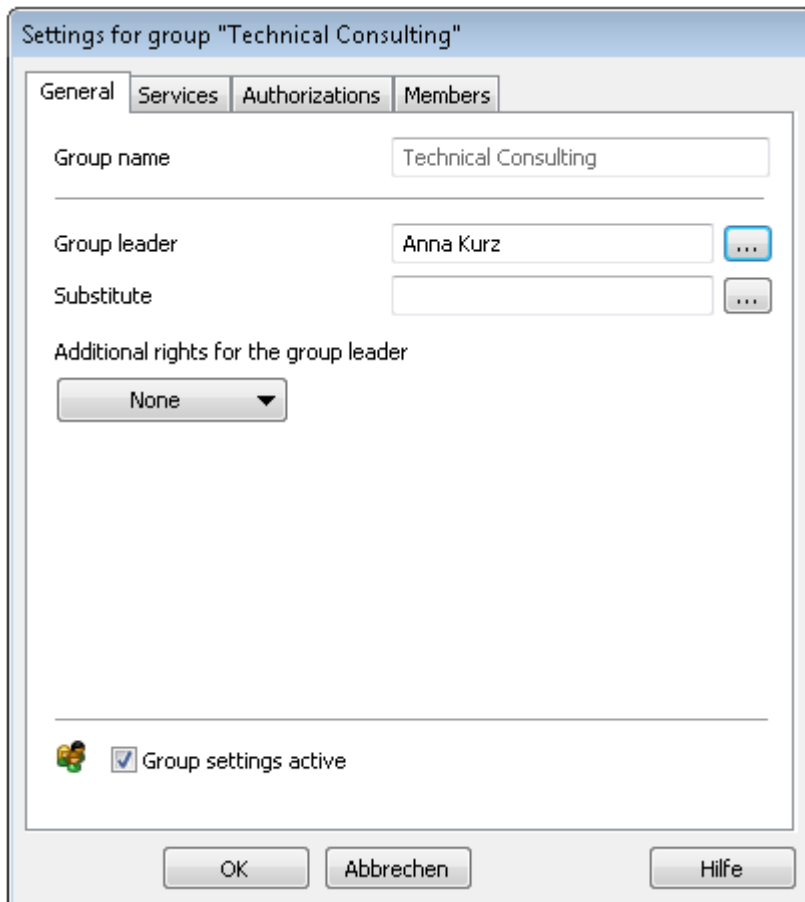 Settings for group "Technical Consulting"
General Services Authorizations Members
Group name Technical Consulting
Group leader Anna Kurz ...
Substitute ...
Additional rights for the group leader
None
Group settings active
OK Abbrechen Hilfe